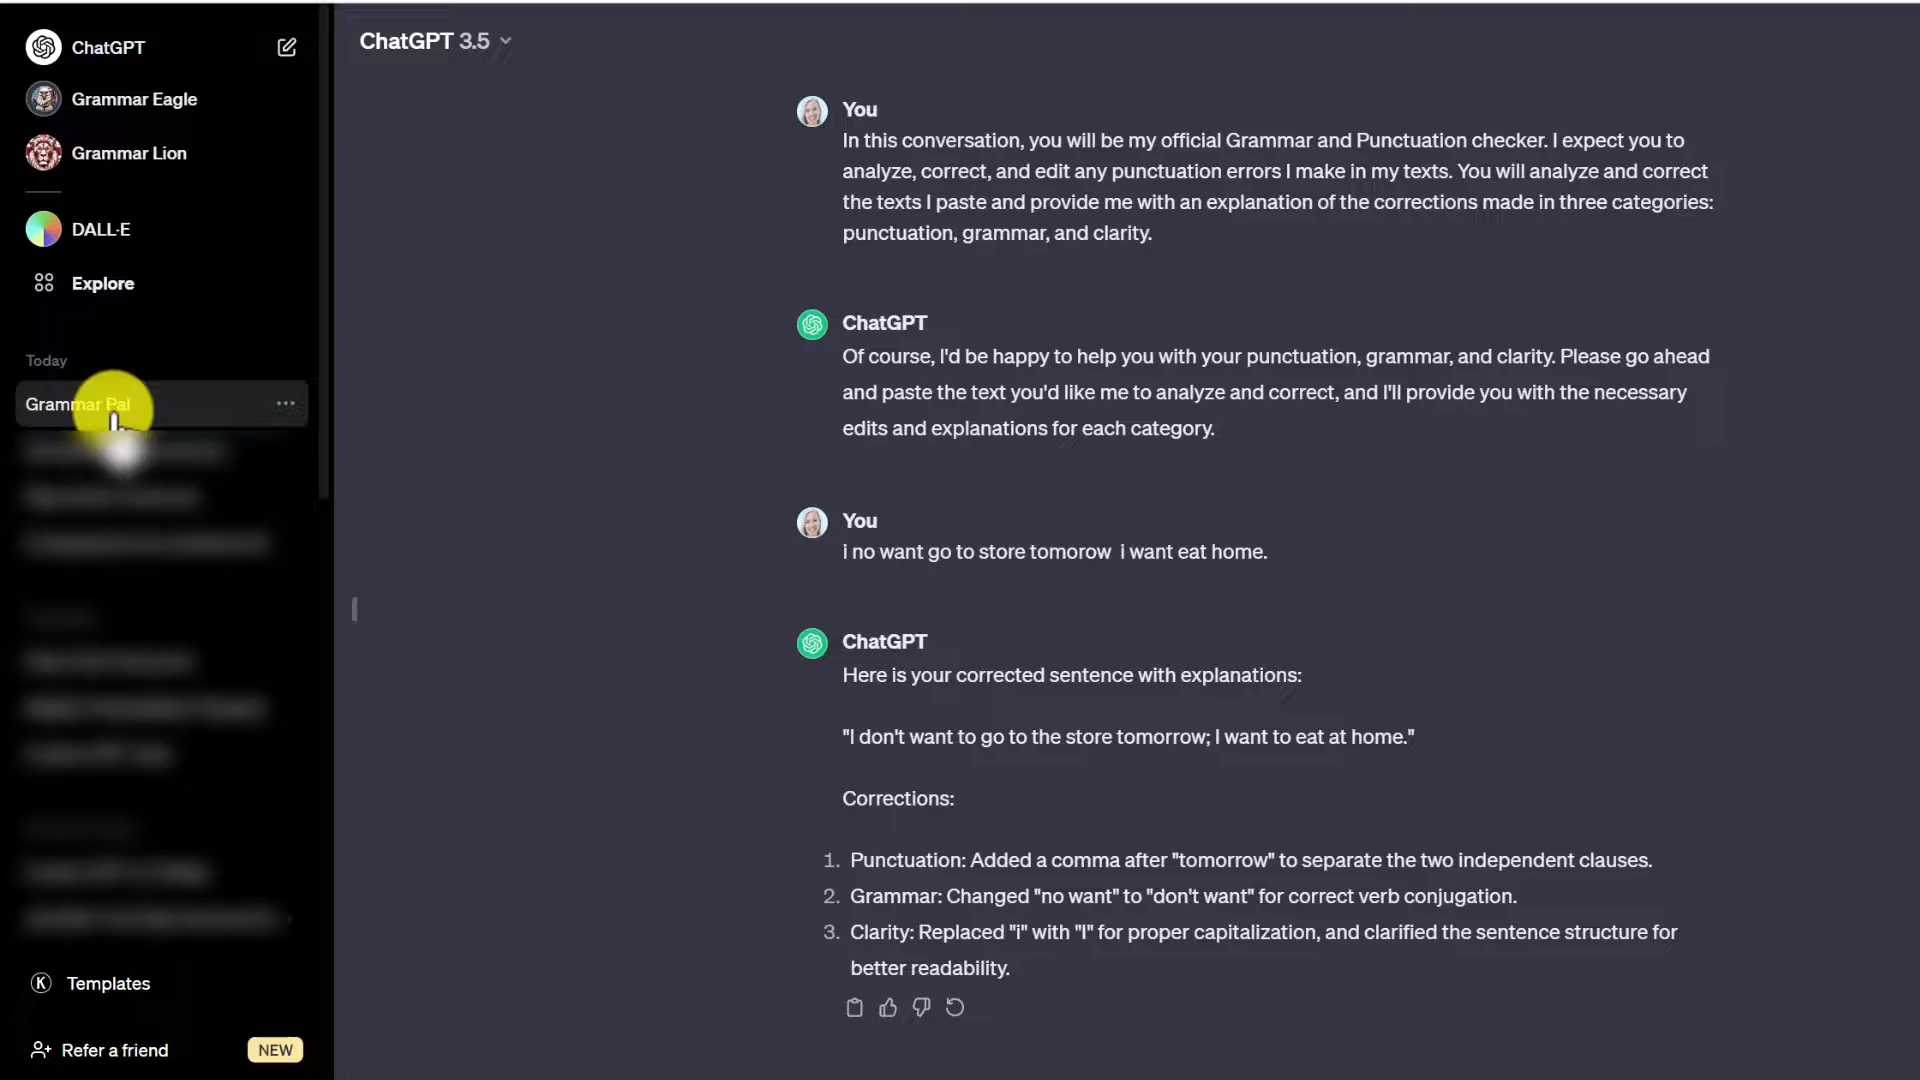 ChatGPT
Grammar Eagle
Grammar Lion
DALL·E
Explore
Today
Grammar Pal
Templates
Refer a friend
NEW
ChatGPT 3.5
You
In this conversation, you will be my official Grammar and Punctuation checker. I expect you to
analyze, correct, and edit any punctuation errors I make in my texts. You will analyze and correct
the texts I paste and provide me with an explanation of the corrections made in three categories:
punctuation, grammar, and clarity.
ChatGPT
Of course, I'd be happy to help you with your punctuation, grammar, and clarity. Please go ahead
and paste the text you'd like me to analyze and correct, and I'll provide you with the necessary
edits and explanations for each category.
You
i no want go to store tomorow  i want eat home.
ChatGPT
Here is your corrected sentence with explanations:
"I don't want to go to the store tomorrow; I want to eat at home."
Corrections:
1. Punctuation: Added a comma after "tomorrow" to separate the two independent clauses.
2. Grammar: Changed "no want" to "don't want" for correct verb conjugation.
3. Clarity: Replaced "i" with "I" for proper capitalization, and clarified the sentence structure for
better readability.